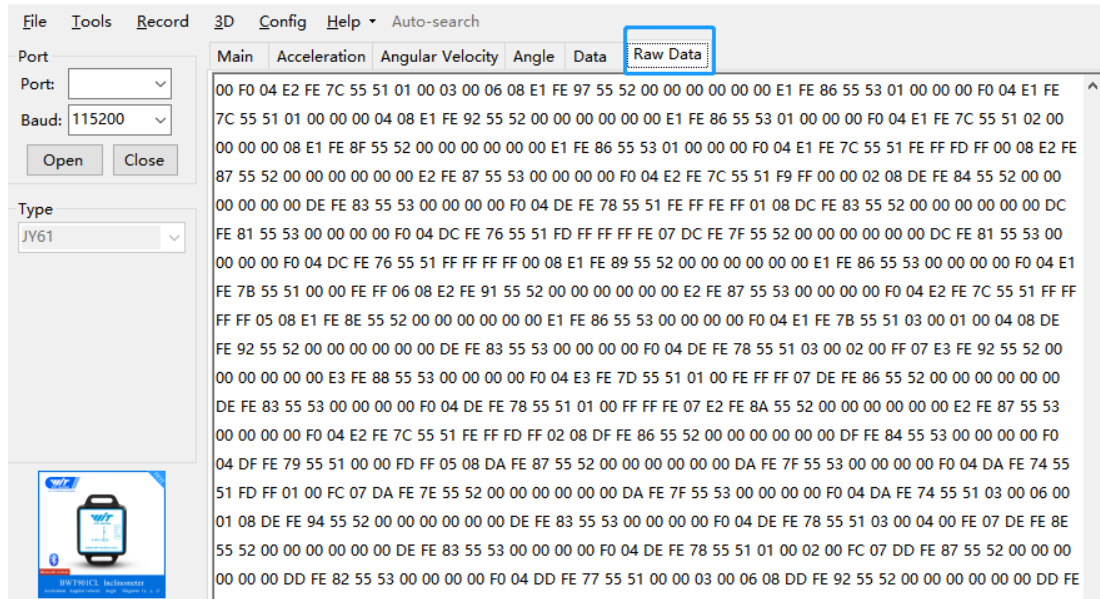 File Tools Record 3D Config Help Auto-search
Port
Port:
Baud: 115200
Open Close
Type
JY61
Main Acceleration Angular Velocity Angle Data Raw Data
00 F0 04 E2 FE 7C 55 51 01 00 03 00 06 08 E1 FE 97 55 52 00 00 00 00 00 00 E1 FE 86 55 53 01 00 00 00 F0 04 E1 FE
7C 55 51 01 00 00 00 04 08 E1 FE 92 55 52 00 00 00 00 00 00 E1 FE 86 55 53 01 00 00 00 F0 04 E1 FE 7C 55 51 02 00
00 00 00 08 E1 FE 8F 55 52 00 00 00 00 00 00 E1 FE 86 55 53 01 00 00 00 F0 04 E1 FE 7C 55 51 FE FF FD FF 00 08 E2 FE
87 55 52 00 00 00 00 00 00 E2 FE 87 55 53 00 00 00 00 F0 04 E2 FE 7C 55 51 F9 FF 00 00 02 08 DE FE 84 55 52 00 00
00 00 00 00 DE FE 83 55 53 00 00 00 00 F0 04 DE FE 78 55 51 FE FF FE FF 01 08 DC FE 83 55 52 00 00 00 00 00 00 DC
FE 81 55 53 00 00 00 00 F0 04 DC FE 76 55 51 FD FF FF FF FE 07 DC FE 7F 55 52 00 00 00 00 00 00 DC FE 81 55 53 00
00 00 00 F0 04 DC FE 76 55 51 FF FF FF FF 00 08 E1 FE 89 55 52 00 00 00 00 00 00 E1 FE 86 55 53 00 00 00 00 F0 04 E1
FE 7B 55 51 00 00 FE FF 06 08 E2 FE 91 55 52 00 00 00 00 00 00 E2 FE 87 55 53 00 00 00 00 F0 04 E2 FE 7C 55 51 FF FF
FF FF 05 08 E1 FE 8E 55 52 00 00 00 00 00 00 E1 FE 86 55 53 00 00 00 00 F0 04 E1 FE 7B 55 51 03 00 01 00 04 08 DE
FE 92 55 52 00 00 00 00 00 00 DE FE 83 55 53 00 00 00 00 F0 04 DE FE 78 55 51 03 00 02 00 FF 07 E3 FE 92 55 52 00
00 00 00 00 00 E3 FE 88 55 53 00 00 00 00 F0 04 E3 FE 7D 55 51 01 00 FE FF FF 07 DE FE 86 55 52 00 00 00 00 00 00
DE FE 83 55 53 00 00 00 00 F0 04 DE FE 78 55 51 01 00 FF FF FE 07 E2 FE 8A 55 52 00 00 00 00 00 00 E2 FE 87 55 53
00 00 00 00 F0 04 E2 FE 7C 55 51 FE FF FD FF 02 08 DF FE 86 55 52 00 00 00 00 00 00 DF FE 84 55 53 00 00 00 00 F0
04 DF FE 79 55 51 00 00 FD FF 05 08 DA FE 87 55 52 00 00 00 00 00 00 DA FE 7F 55 53 00 00 00 00 F0 04 DA FE 74 55
51 FD FF 01 00 FC 07 DA FE 7E 55 52 00 00 00 00 00 00 DA FE 7F 55 53 00 00 00 00 F0 04 DA FE 74 55 51 03 00 06 00
01 08 DE FE 94 55 52 00 00 00 00 00 00 DE FE 83 55 53 00 00 00 00 F0 04 DE FE 78 55 51 03 00 04 00 FE 07 DE FE 8E
55 52 00 00 00 00 00 00 DE FE 83 55 53 00 00 00 00 F0 04 DE FE 78 55 51 01 00 02 00 FC 07 DD FE 87 55 52 00 00 00
00 00 00 DD FE 82 55 53 00 00 00 00 F0 04 DD FE 77 55 51 00 00 03 00 06 08 DD FE 92 55 52 00 00 00 00 00 00 DD FE
WIT
WIT
BWT901CL Inclinometer